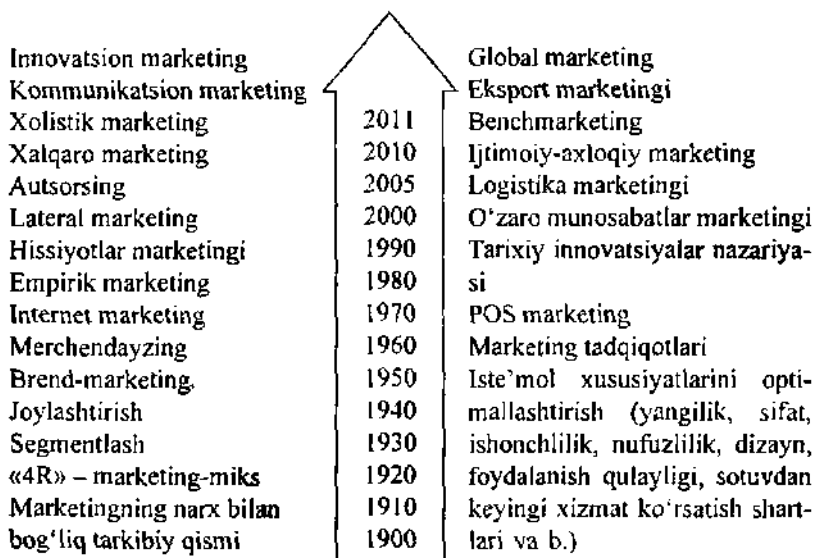 Innovatsion marketing
Kommunikatsion marketing
Xolistik marketing
Xalqaro marketing
Autsorsing
Lateral marketing
Hissiyotlar marketingi
Empirik marketing
Internet marketing
Merchendayzing
Brend-marketing.
Joylashtirish
Segmentlash
«4R» – marketing-miks
Marketingning narx bilan
bog‘liq tarkibiy qismi
2011
2010
2005
2000
1990
1980
1970
1960
1950
1940
1930
1920
1910
1900
Global marketing
Eksport marketingi
Benchmarketing
Ijtimoiy-axloqiy marketing
Logistika marketingi
O‘zaro munosabatlar marketingi
Tarixiy innovatsiyalar nazariya-
si
POS marketing
Marketing tadqiqotlari
Iste’mol xususiyatlarini opti-
mallashtirish (yangilik, sifat,
ishonchlilik, nufuzlilik, dizayn,
foydalanish qulayligi, sotuvdan
keyingi xizmat ko‘rsatish shart-
lari va b.)